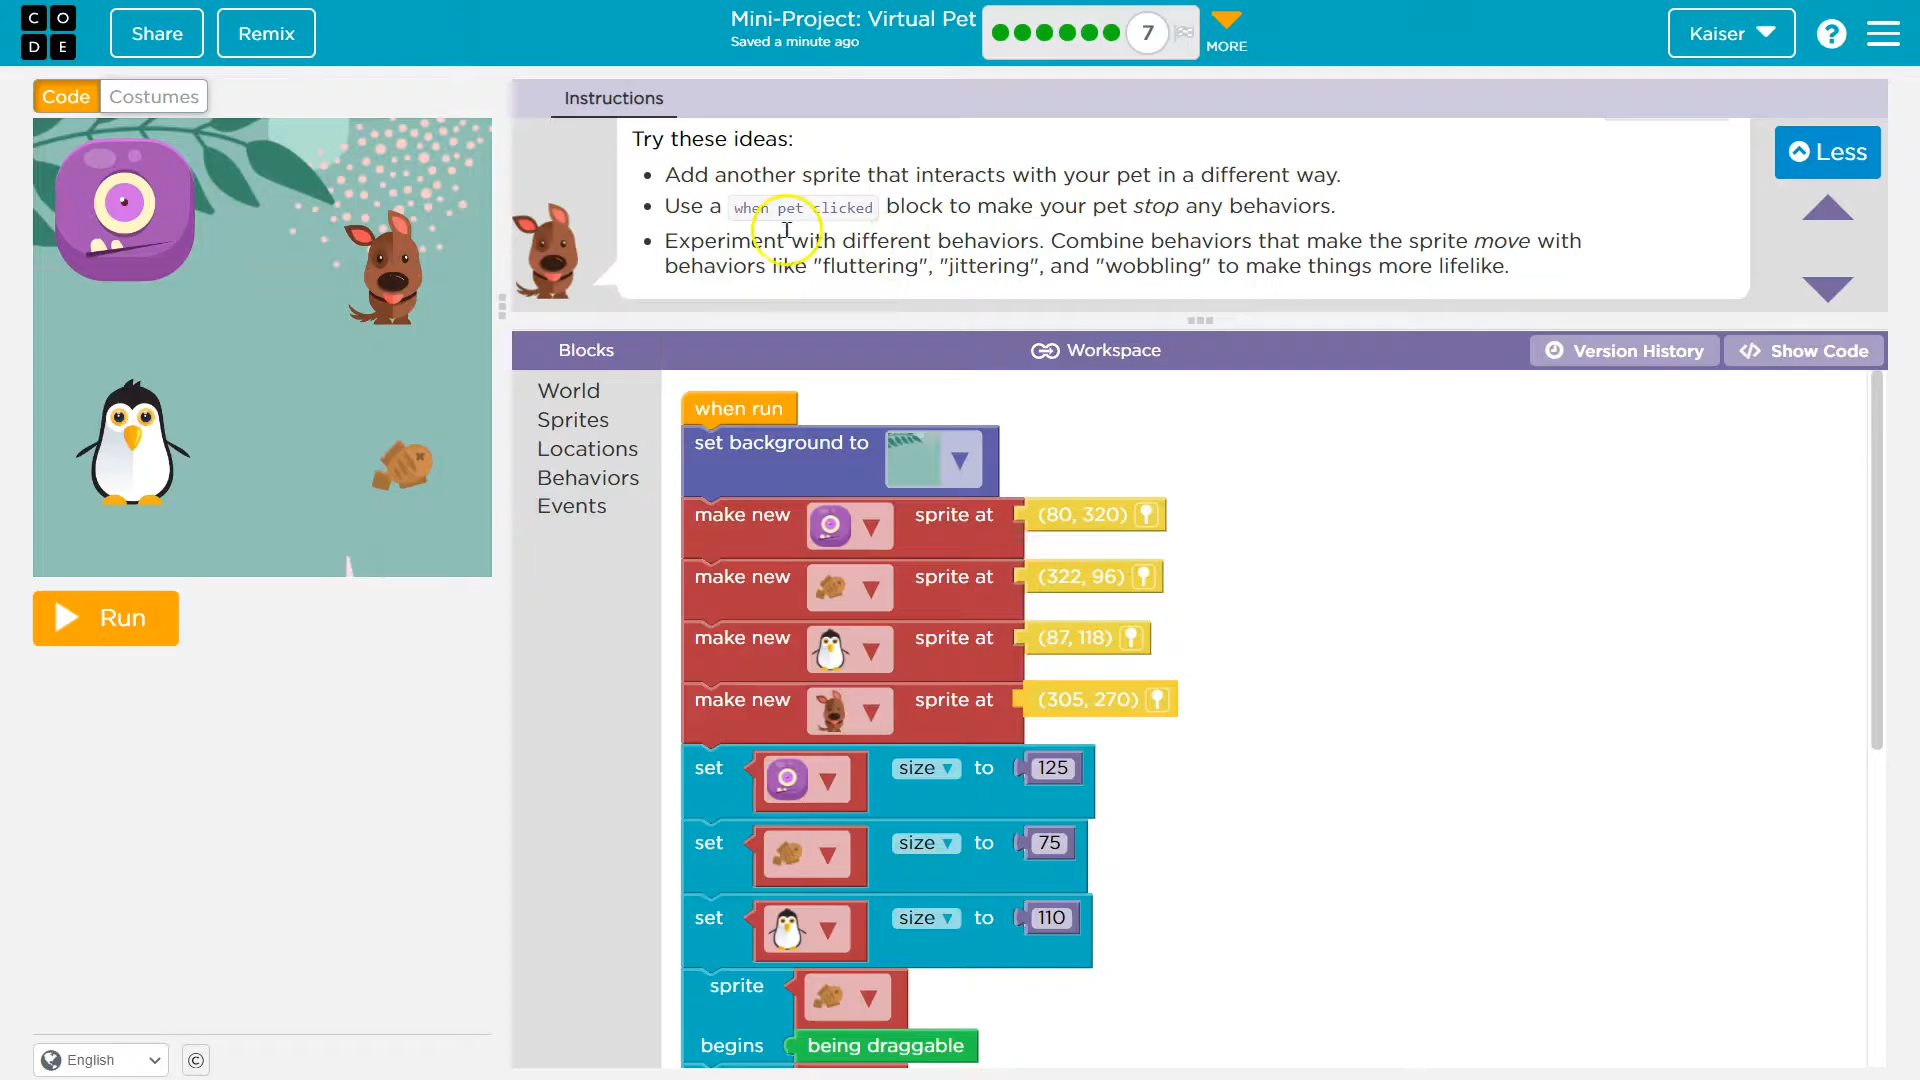 C O
D E
Share
Remix
Mini-Project: Virtual Pet
Saved a minute ago
7
MORE
Kaiser
?
Code
Costumes
Instructions
Try these ideas:
Add another sprite that interacts with your pet in a different way.
Use a when pet clicked block to make your pet stop any behaviors.
Experiment with different behaviors. Combine behaviors that make the sprite move with
behaviors like "fluttering", "jittering", and "wobbling" to make things more lifelike.
Less
Blocks
Workspace
Version History
</> Show Code
World
Sprites
Locations
Behaviors
Events
when run
set background to
make new sprite at (80, 320)
make new sprite at (322, 96)
make new sprite at (87, 118)
make new sprite at (305, 270)
set size to 125
set size to 75
set size to 110
sprite
begins being draggable
Run
English
©